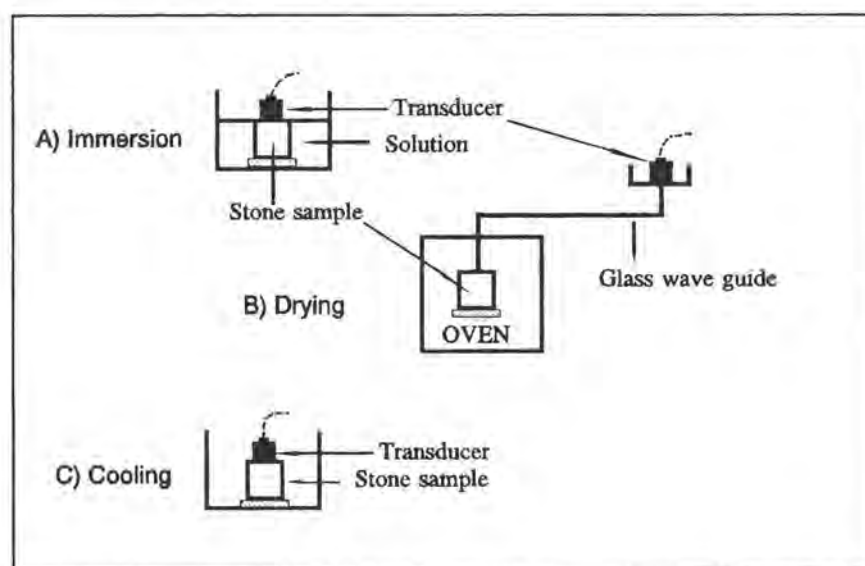 A) Immersion
Transducer
Solution
Stone sample
Glass wave guide
B) Drying
OVEN
C) Cooling
Transducer
Stone sample